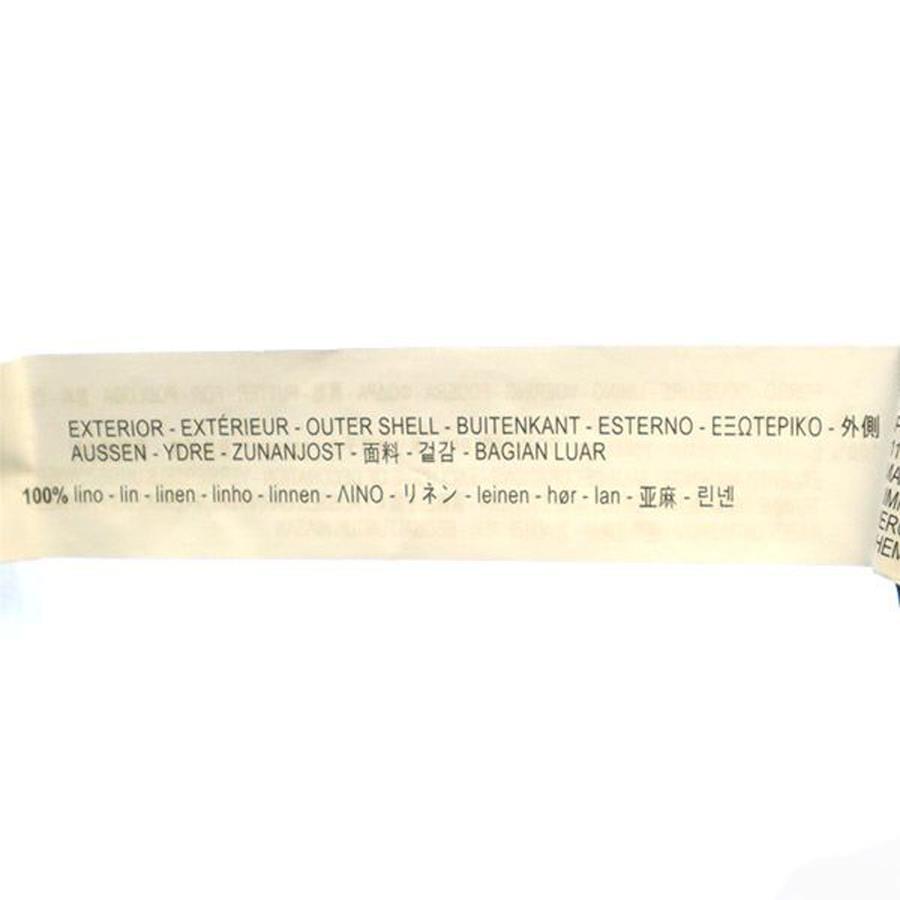 EXTERIOR - EXTÉRIEUR - OUTER SHELL - BUITENKANT - ESTERNO - ΕΞΩΤΕΡΙΚΟ - 外側
AUSSEN - YDRE - ZUNANJOST - 面料 - 겉감 - BAGIAN LUAR
100% lino - lin - linen - linho - linnen - ΛΙΝΟ - リネン - leinen - hør - lan - 亚麻 - 린넨